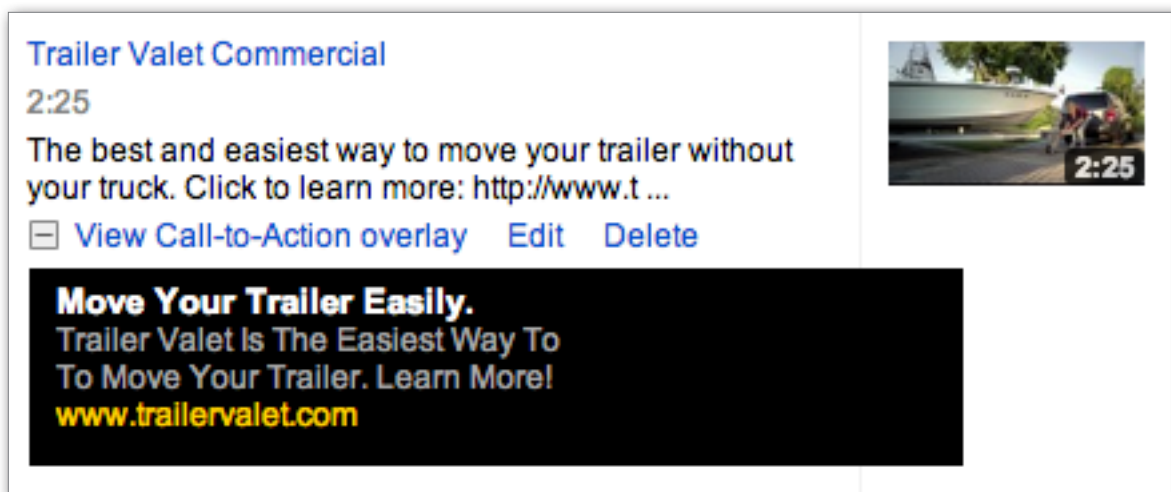 Trailer Valet Commercial
2:25
The best and easiest way to move your trailer without
your truck. Click to learn more: http://www.t ...
View Call-to-Action overlay Edit Delete
Move Your Trailer Easily.
Trailer Valet Is The Easiest Way To
To Move Your Trailer. Learn More!
www.trailervalet.com
2:25